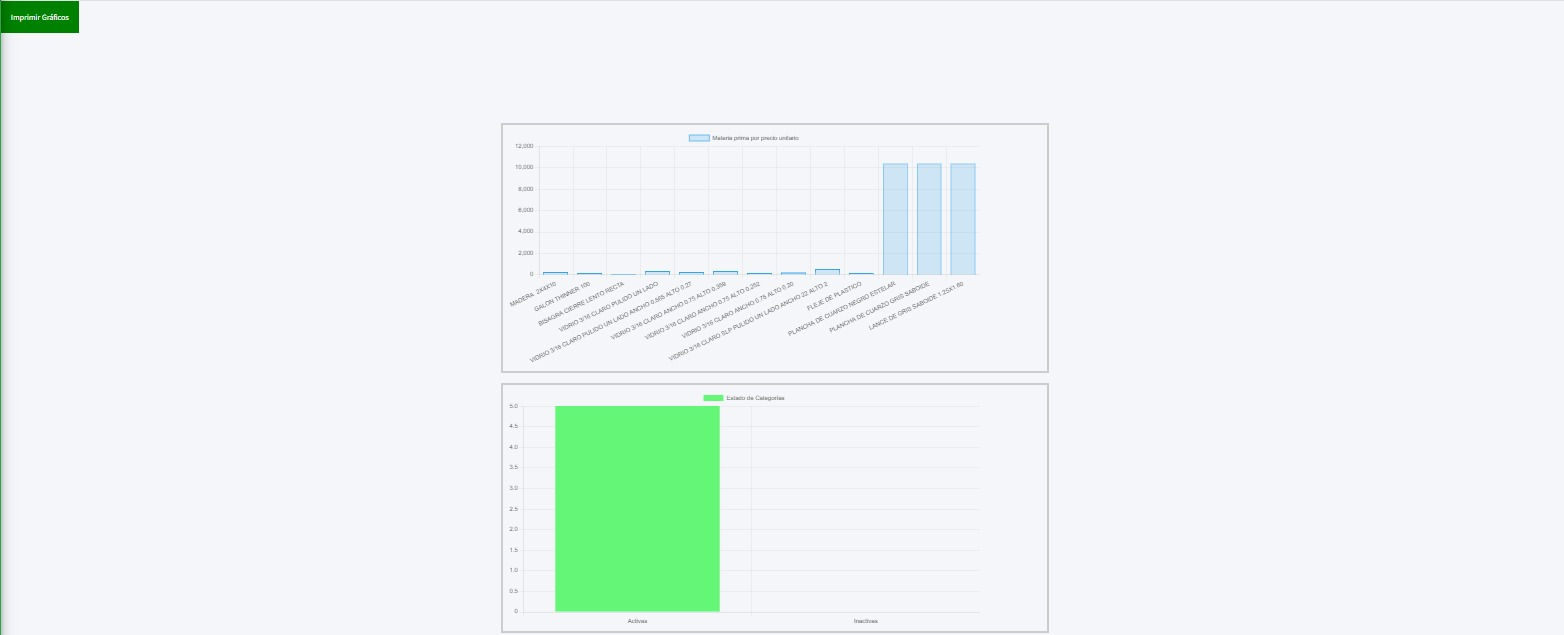 Imprimir Gráficos
Materia prima por precio unitario
12,000
10,000
8,000
6,000
4,000
2,000
0
MADERA 2X4X10
GALON THINNER 100
BISAGRA CIERRE LENTO RECTA
VIDRIO 3/16 CLARO PULIDO UN LADO
VIDRIO 3/16 CLARO PULIDO UN LADO ANCHO 0.565 ALTO 0.27
VIDRIO 3/16 CLARO ANCHO 0.75 ALTO 0.359
VIDRIO 3/16 CLARO ANCHO 0.75 ALTO 0.252
VIDRIO 3/16 CLARO ANCHO 0.75 ALTO 0.20
VIDRIO 3/16 CLARO SLP PULIDO UN LADO ANCHO 22 ALTO 2
FLEJE DE PLASTICO
PLANCHA DE CUARZO NEGRO ESTELAR
PLANCHA DE CUARZO GRIS SABOIDE
LANCE DE GRIS SABOIDE 1.25X1.60
Estado de Categorías
5.0
4.5
4.0
3.5
3.0
2.5
2.0
1.5
1.0
0.5
0
Activas
Inactivas